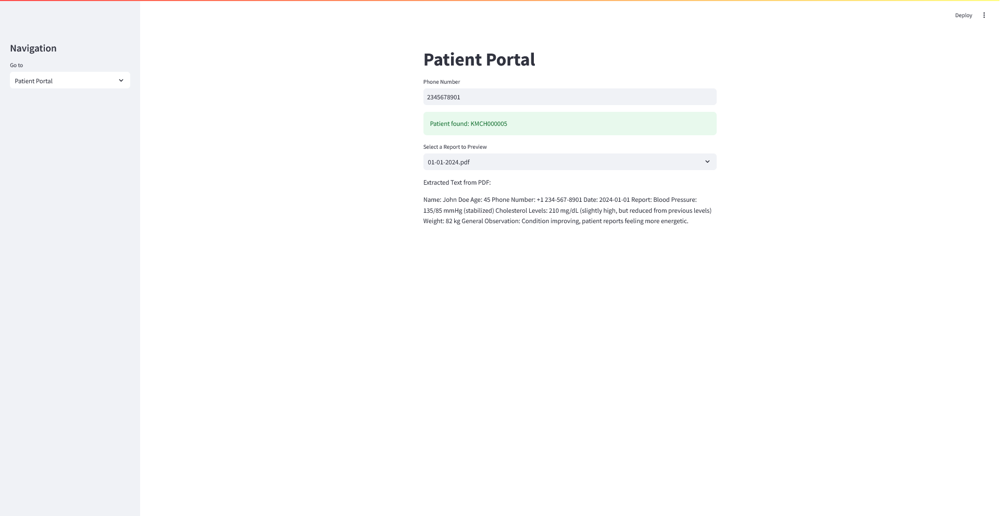 Deploy
Navigation
Go to
Patient Portal
Patient Portal
Phone Number
2345678901
Patient found: KMCH000005
Select a Report to Preview
01-01-2024.pdf
Extracted Text from PDF:
Name: John Doe Age: 45 Phone Number: +1 234-567-8901 Date: 2024-01-01 Report: Blood Pressure:
135/85 mmHg (stabilized) Cholesterol Levels: 210 mg/dL (slightly high, but reduced from previous levels)
Weight: 82 kg General Observation: Condition improving, patient reports feeling more energetic.